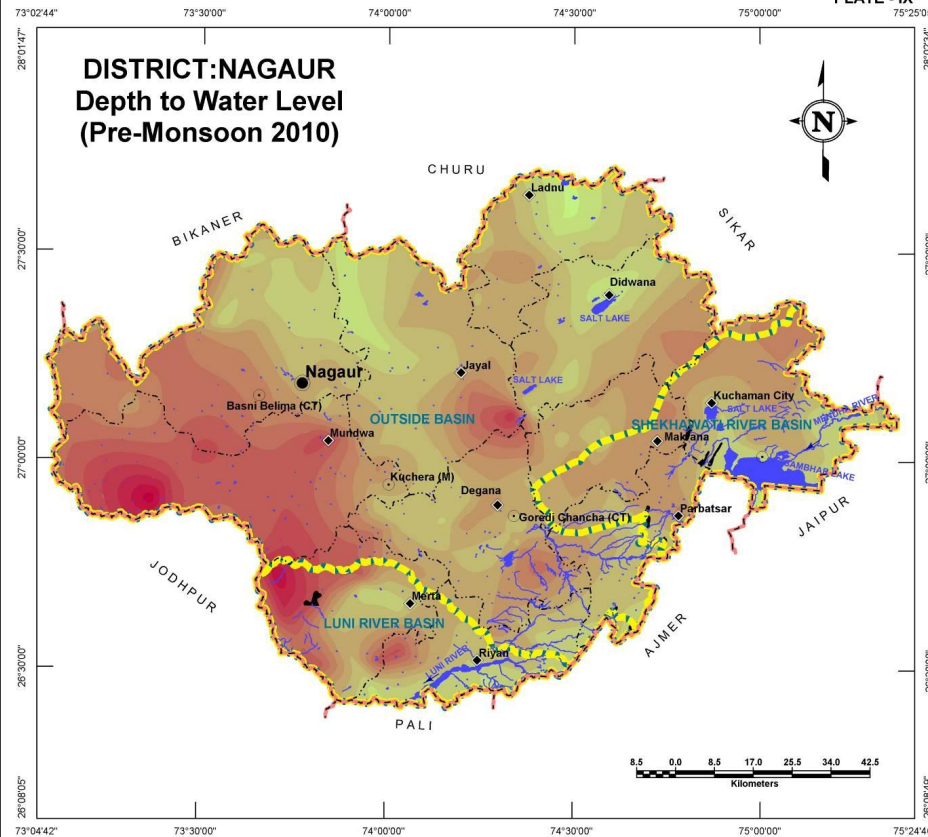 PLATE - IX
73°02'44"
73°30'00"
74°00'00"
74°30'00"
75°00'00"
28°01'47"
DISTRICT:NAGAUR
Depth to Water Level
(Pre-Monsoon 2010)
N
CHURU
BIKANER
SIKAR
Ladnu
27°30'00"
Didwana
SALT LAKE
Nagaur
Jayal
SALT LAKE
Basni Belima (CT)
Kuchaman City
SALT LAKE
MENDHA RIVER
OUTSIDE BASIN
SHEKHAWATI RIVER BASIN
Mundwa
Makrana
27°00'00"
SAMBHAR LAKE
Kuchera (M)
Degana
Goredi Chancha (CT)
Parbatsar
JAIPUR
JODHPUR
Merta
LUNI RIVER BASIN
AJMER
LUNI RIVER
Riyan
26°30'00"
PALI
8.5 0.0 8.5 17.0 25.5 34.0 42.5
Kilometers
26°08'05"
73°04'42"
73°30'00"
74°00'00"
74°30'00"
75°00'00"